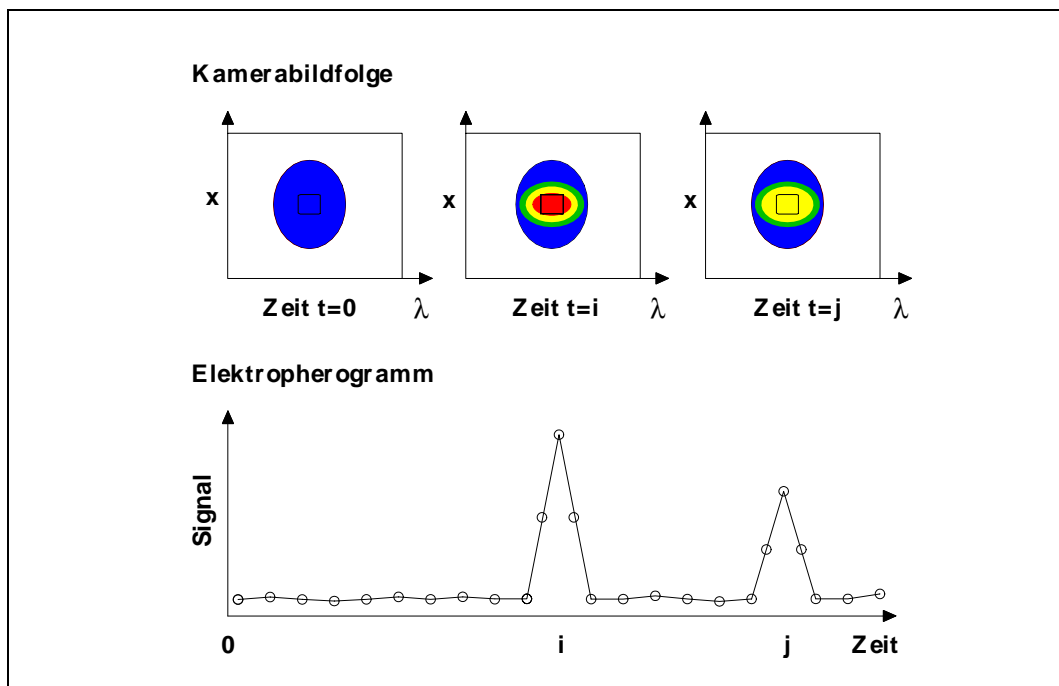 Kamerabildfolge
x
x
x
Zeit t=0 λ
Zeit t=i λ
Zeit t=j λ
Elektropherogramm
Signal
0 i j Zeit